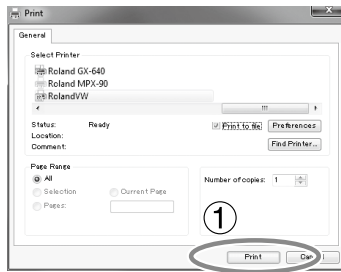 Print
General
Select Printer
Roland GX-640
Roland MPX-90
RolandVW
Status: Ready
Print to file
Preferences
Location:
Comment:
Find Printer...
Page Range
All
Selection
Current Page
Pages:
Number of copies: 1
①
Print